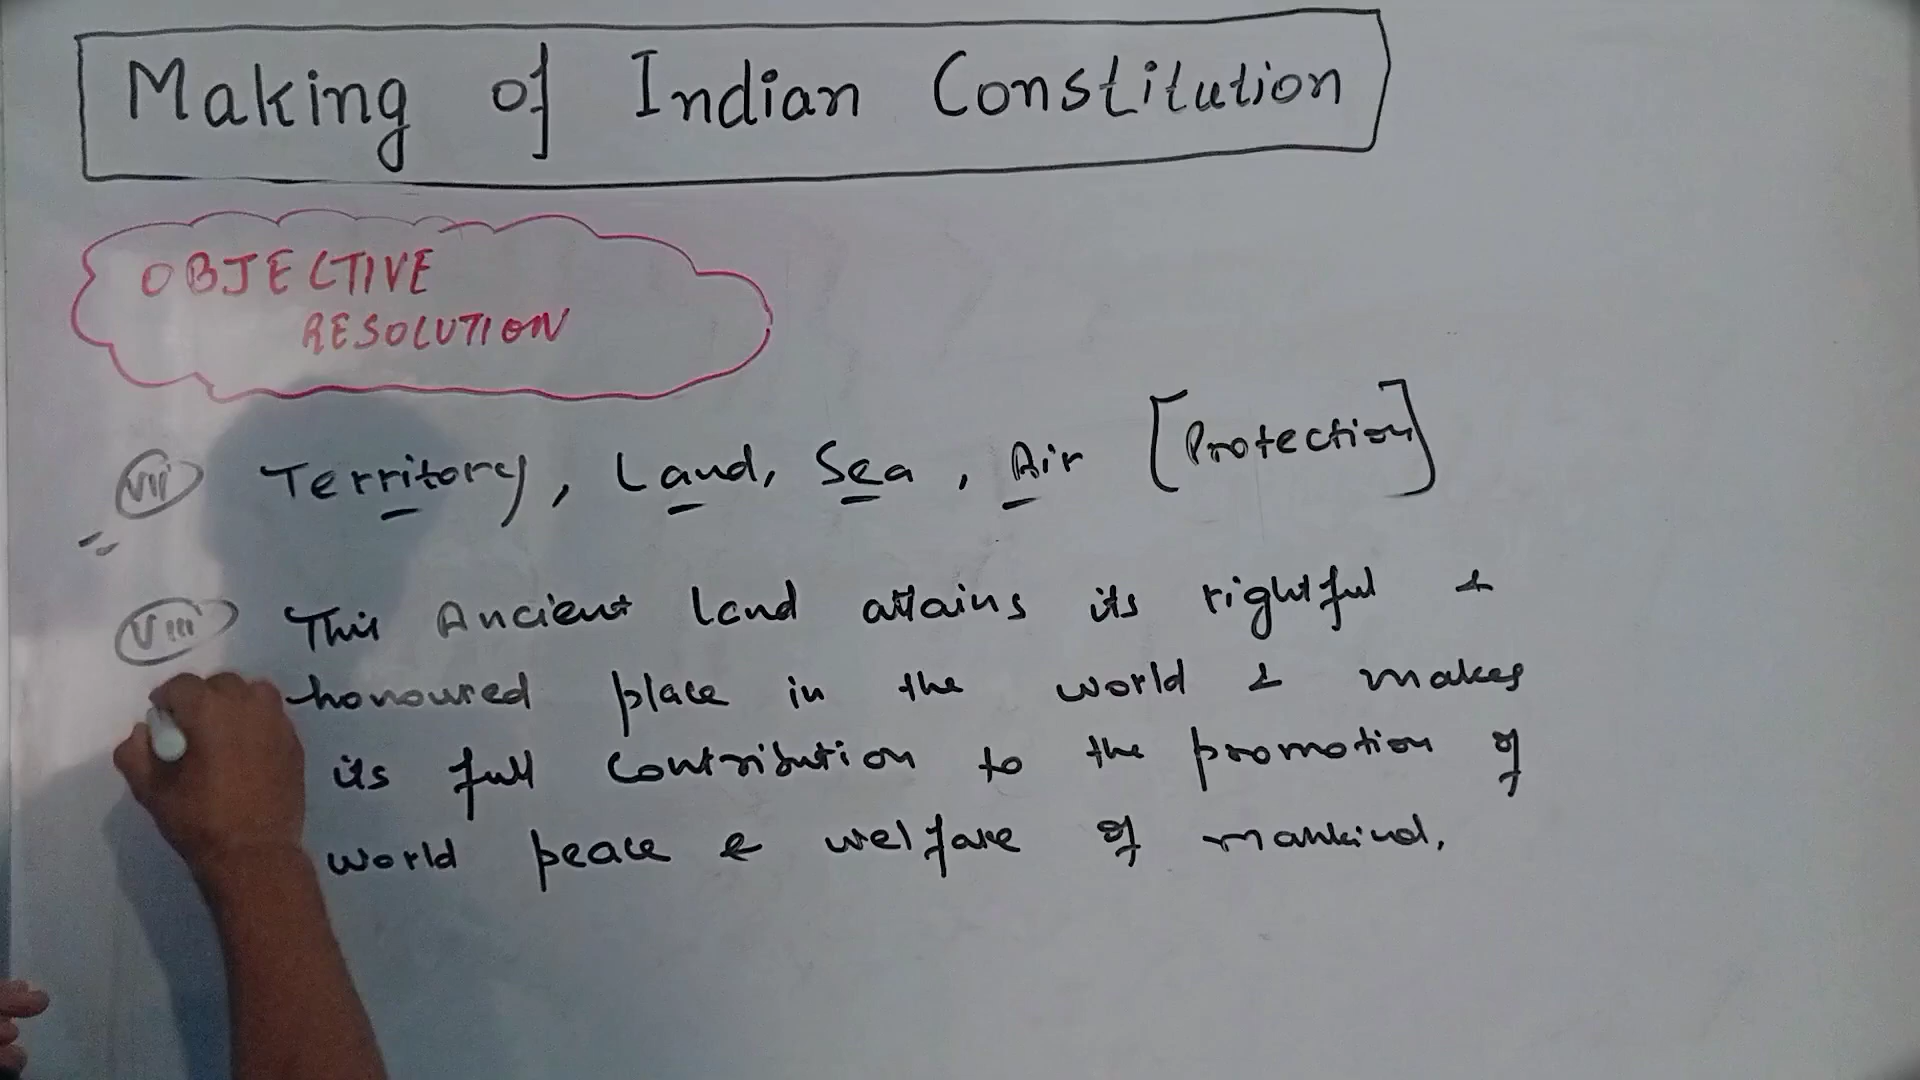 Making of Indian Constitution
OBJECTIVE
RESOLUTION
vii Territory, Land, Sea, Air [Protection]
viii This Ancient land attains its rightful &
honoured place in the world & makes
its full contribution to the promotion of
world peace & welfare of mankind.